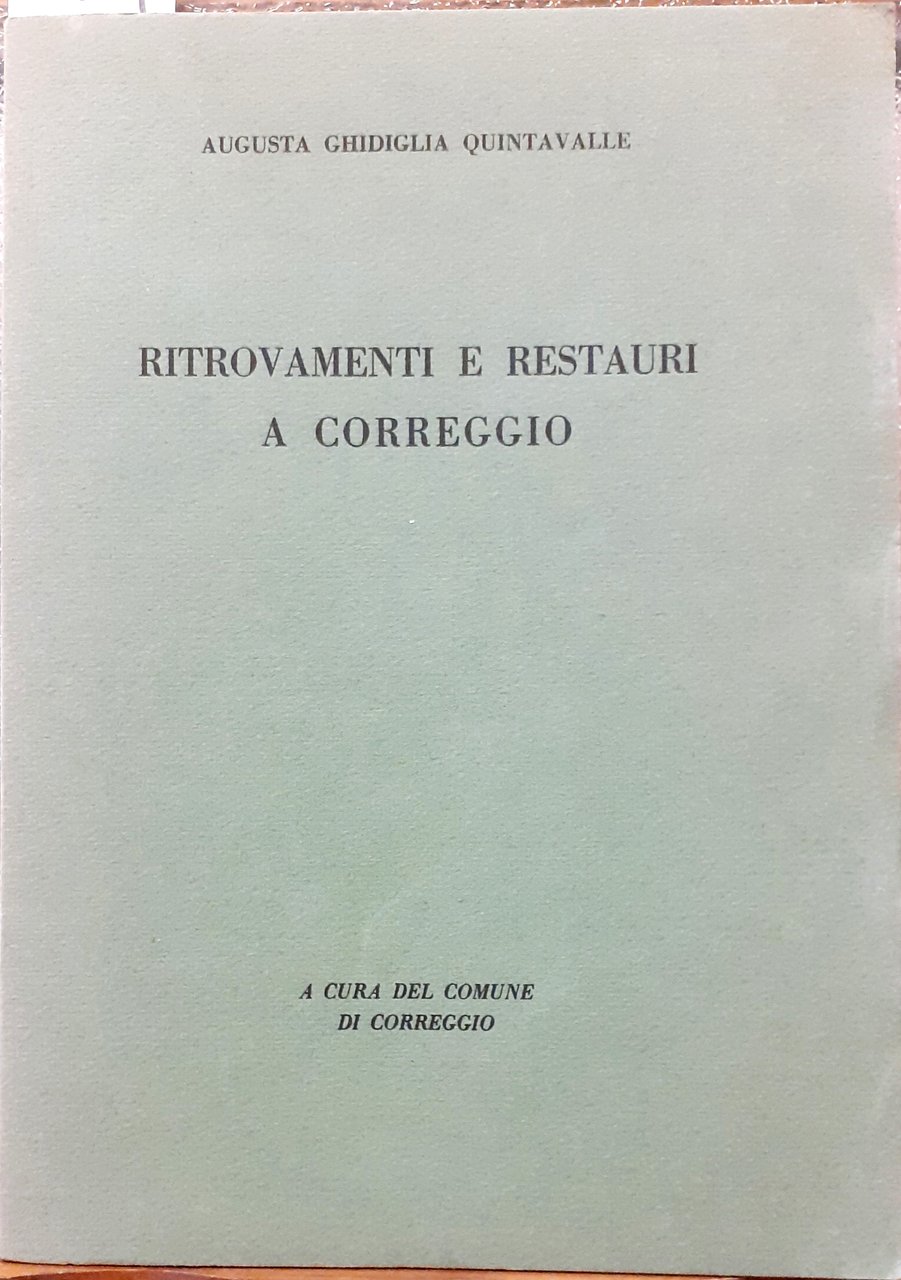 AUGUSTA GHIDIGLIA QUINTAVALLE
RITROVAMENTI E RESTAURI
A CORREGGIO
A CURA DEL COMUNE
DI CORREGGIO